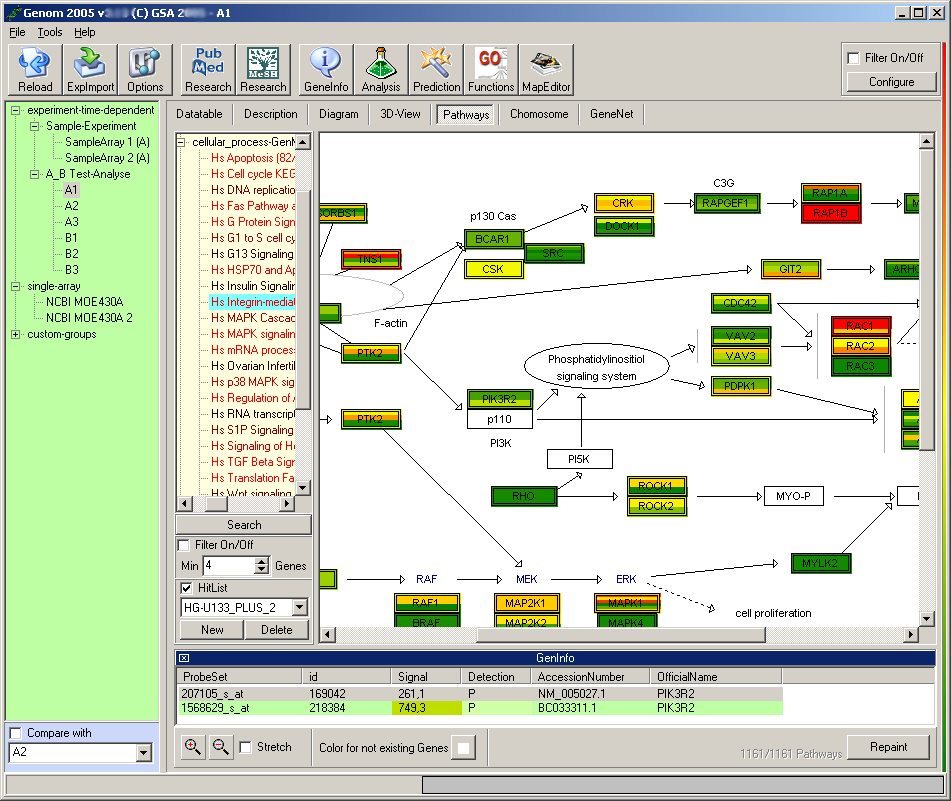 Genom 2005 (C) GSA - A1
File Tools Help
Reload
ExpImport
Options
Pub
Med
Research
MeSH
Research
GeneInfo
Analysis
Prediction
GO
Functions
MapEditor
Filter On/Off
Configure
experiment-time-dependent
Sample-Experiment
SampleArray 1 (A)
SampleArray 2 (A)
A_B Test-Analyse
A1
A2
A3
B1
B2
B3
single-array
NCBI MOE430A
NCBI MOE430A 2
custom-groups
Compare with
A2
Datatable Description Diagram 3D-View Pathways Chomosome GeneNet
cellular_process-GenM
Hs Apoptosis (82/
Hs Cell cycle KEG
Hs DNA replicatio
Hs Fas Pathway a
Hs G Protein Sign
Hs G1 to S cell cy
Hs G13 Signaling
Hs HSP70 and Ap
Hs Insulin Signalin
Hs Integrin-mediat
Hs MAPK Cascad
Hs MAPK signalin
Hs mRNA process
Hs Ovarian Infertil
Hs p38 MAPK sig
Hs Regulation of
Hs RNA transcript
Hs S1P Signaling
Hs Signaling of He
Hs TGF Beta Sign
Hs Translation Fa
Hs Wnt signaling
Search
Filter On/Off
Min 4 Genes
HitList
HG-U133_PLUS_2
New Delete
SORBS1
TNS1
p130 Cas
BCAR1
CSK
SRC
CRK
DOCK1
C3G
RAPGEF1
RAP1A
RAP1B
GIT2
ARHG
F-actin
PTK2
CDC42
VAV2
VAV3
PDPK1
RAC1
RAC2
RAC3
Phosphatidylinositiol
signaling system
PTK2
PIK3R2
p110
PI3K
PI5K
RHO
ROCK1
ROCK2
MYO-P
MYLK2
RAF MEK ERK
RAF1
BRAF
MAP2K1
MAP2K2
MAPK1
MAPK4
cell proliferation
GenInfo
ProbeSet id Signal Detection AccessionNumber OfficialName
207105_s_at 169042 261,1 P NM_005027.1 PIK3R2
1568629_s_at 218384 749,3 P BC033311.1 PIK3R2
Stretch
Color for not existing Genes
1161/1161 Pathways
Repaint